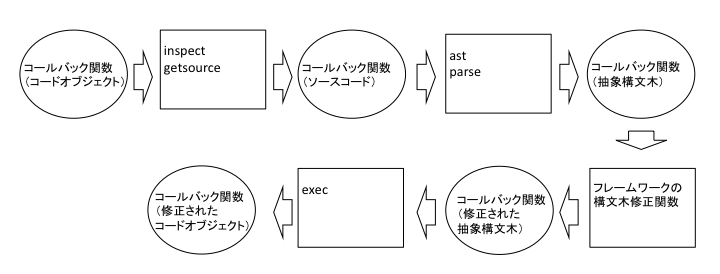 コールバック関数
（コードオブジェクト）
inspect
getsource
コールバック関数
（ソースコード）
ast
parse
コールバック関数
（抽象構文木）
フレームワークの
構文木修正関数
コールバック関数
（修正された
抽象構文木）
exec
コールバック関数
（修正された
コードオブジェクト）